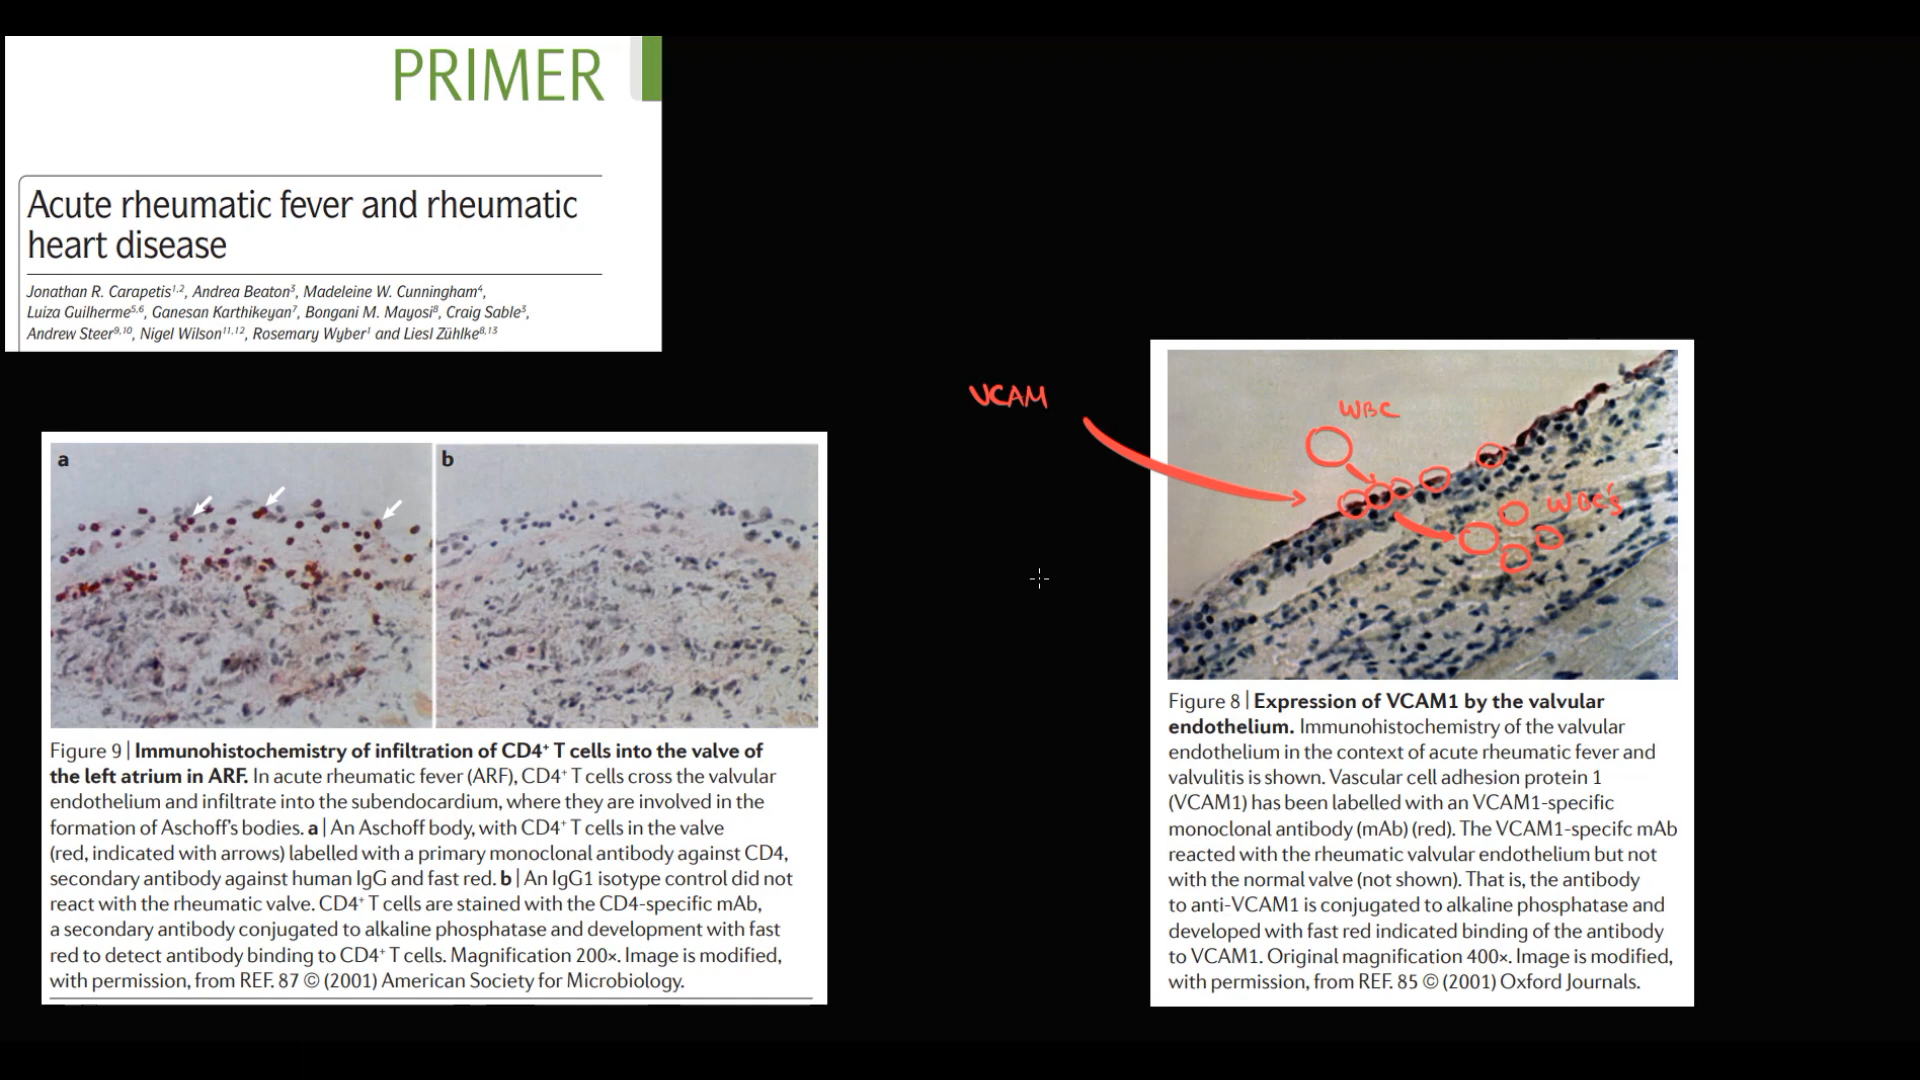 PRIMER
Acute rheumatic fever and rheumatic
heart disease
Jonathan R. Carapetis1,2, Andrea Beaton3, Madeleine W. Cunningham4,
Luiza Guilherme5,6, Ganesan Karthikeyan7, Bongani M. Mayosi8, Craig Sable3,
Andrew Steer9,10, Nigel Wilson11,12, Rosemary Wyber1 and Liesl Zühlke8,13
a
b
Figure 9 | Immunohistochemistry of infiltration of CD4+ T cells into the valve of
the left atrium in ARF. In acute rheumatic fever (ARF), CD4+ T cells cross the valvular
endothelium and infiltrate into the subendocardium, where they are involved in the
formation of Aschoff's bodies. a | An Aschoff body, with CD4+ T cells in the valve
(red, indicated with arrows) labelled with a primary monoclonal antibody against CD4,
secondary antibody against human IgG and fast red. b | An IgG1 isotype control did not
react with the rheumatic valve. CD4+ T cells are stained with the CD4-specific mAb,
a secondary antibody conjugated to alkaline phosphatase and development with fast
red to detect antibody binding to CD4+ T cells. Magnification 200×. Image is modified,
with permission, from REF. 87 © (2001) American Society for Microbiology.
VCAM
WBC
WBC's
Figure 8 | Expression of VCAM1 by the valvular
endothelium. Immunohistochemistry of the valvular
endothelium in the context of acute rheumatic fever and
valvulitis is shown. Vascular cell adhesion protein 1
(VCAM1) has been labelled with an VCAM1-specific
monoclonal antibody (mAb) (red). The VCAM1-specifc mAb
reacted with the rheumatic valvular endothelium but not
with the normal valve (not shown). That is, the antibody
to anti-VCAM1 is conjugated to alkaline phosphatase and
developed with fast red indicated binding of the antibody
to VCAM1. Original magnification 400×. Image is modified,
with permission, from REF. 85 © (2001) Oxford Journals.